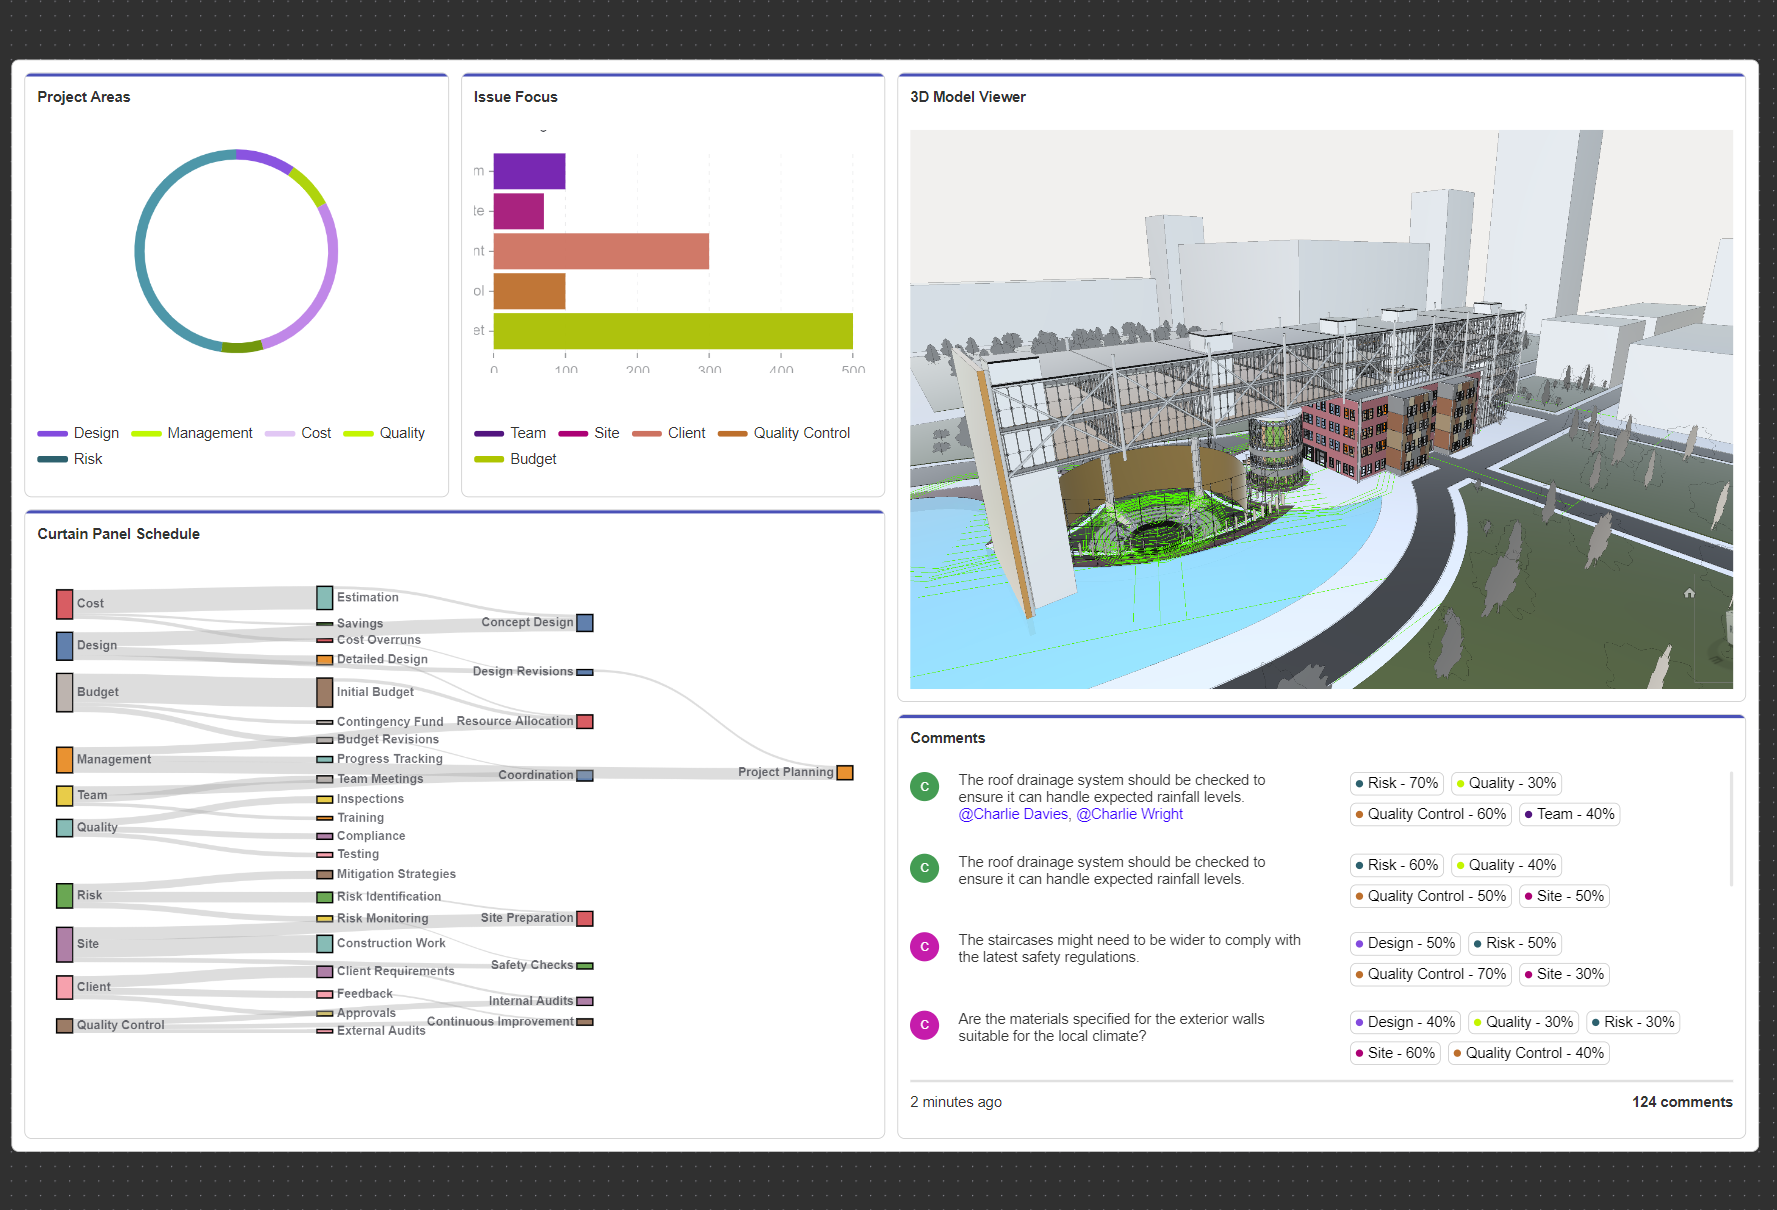 Project Areas
Design
Management
Cost
Quality
Risk
Issue Focus
m
te
nt
ol
et
0
100
200
300
400
500
Team
Site
Client
Quality Control
Budget
Curtain Panel Schedule
Cost
Design
Budget
Management
Team
Quality
Risk
Site
Client
Quality Control
Estimation
Savings
Cost Overruns
Detailed Design
Initial Budget
Contingency Fund
Budget Revisions
Progress Tracking
Team Meetings
Inspections
Training
Compliance
Testing
Mitigation Strategies
Risk Identification
Risk Monitoring
Construction Work
Client Requirements
Feedback
Approvals
External Audits
Concept Design
Design Revisions
Resource Allocation
Coordination
Site Preparation
Safety Checks
Internal Audits
Continuous Improvement
Project Planning
3D Model Viewer
Comments
C
The roof drainage system should be checked to
ensure it can handle expected rainfall levels.
@Charlie Davies, @Charlie Wright
Risk - 70%
Quality - 30%
Quality Control - 60%
Team - 40%
C
The roof drainage system should be checked to
ensure it can handle expected rainfall levels.
Risk - 60%
Quality - 40%
Quality Control - 50%
Site - 50%
C
The staircases might need to be wider to comply with
the latest safety regulations.
Design - 50%
Risk - 50%
Quality Control - 70%
Site - 30%
C
Are the materials specified for the exterior walls
suitable for the local climate?
Design - 40%
Quality - 30%
Risk - 30%
Site - 60%
Quality Control - 40%
2 minutes ago
124 comments